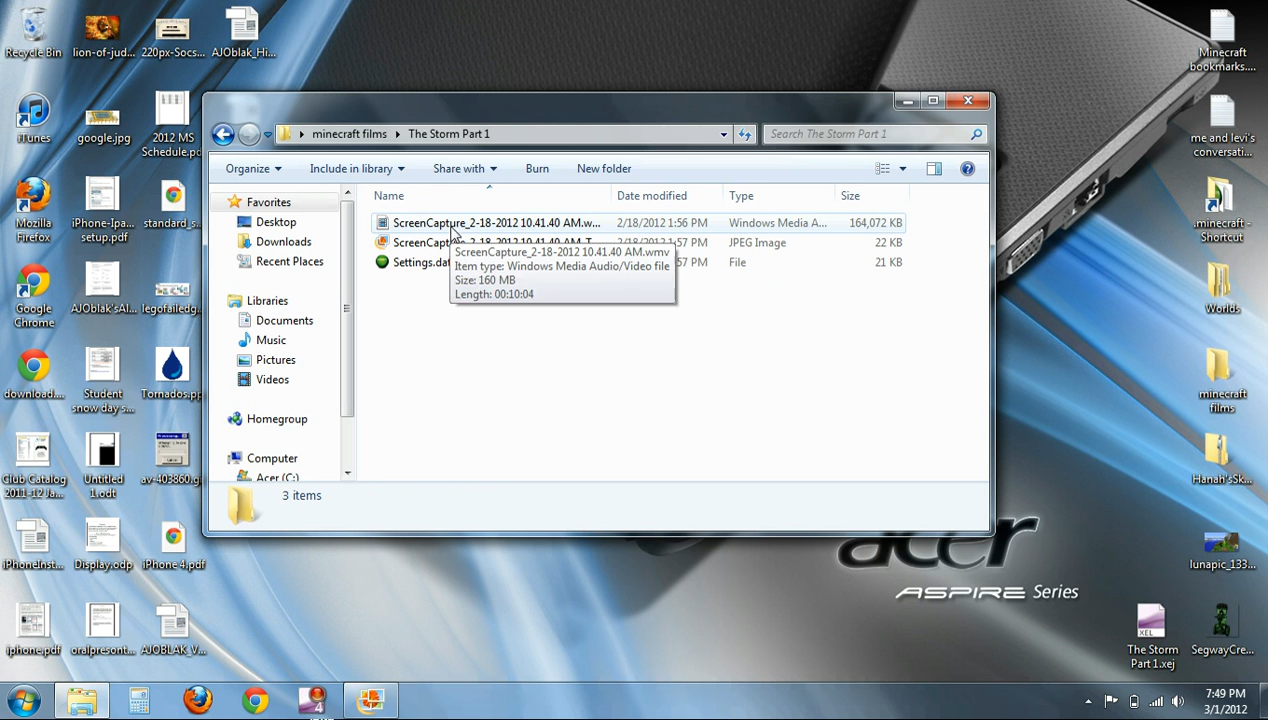 Recycle Bin
lion-of-jud...
220px-Socs...
AJOblak_Hi...
iTunes
google.jpg
2012 MS
Schedule.pd
Mozilla
Firefox
iPhone-Ipa...
setup.pdf
standard_s...
Google
Chrome
AJOblak'sAl...
legofailedg...
download....
Student
snow day s...
Tornados.pp
Club Catalog
2011-12 Ja...
Untitled
1.odt
av-403860.gi
iPhoneInst...
Display.odp
iPhone 4.pdf
iphone.pdf
oralpresont...
AJOBLAK_V...
minecraft films
The Storm Part 1
Search The Storm Part 1
Organize
Include in library
Share with
Burn
New folder
Name
Date modified
Type
Size
Favorites
Desktop
Downloads
Recent Places
Libraries
Documents
Music
Pictures
Videos
Homegroup
Computer
Acer (C:)
ScreenCapture_2-18-2012 10.41.40 AM.w...
2/18/2012 1:56 PM
Windows Media A...
164,072 KB
JPEG Image
22 KB
File
21 KB
ScreenCapture_2-18-2012 10.41.40 AM.wmv
Item type: Windows Media Audio/Video file
Size: 160 MB
Length: 00:10:04
3 items
acer
ASPIRE Series
Minecraft
bookmarks....
me and levi's
conversati...
.minecraft -
Shortcut
Worlds
minecraft
films
Hanah'sSk...
lunapic_133...
XEL
The Storm
Part 1.xej
SegwayCre...
4
7:49 PM
3/1/2012